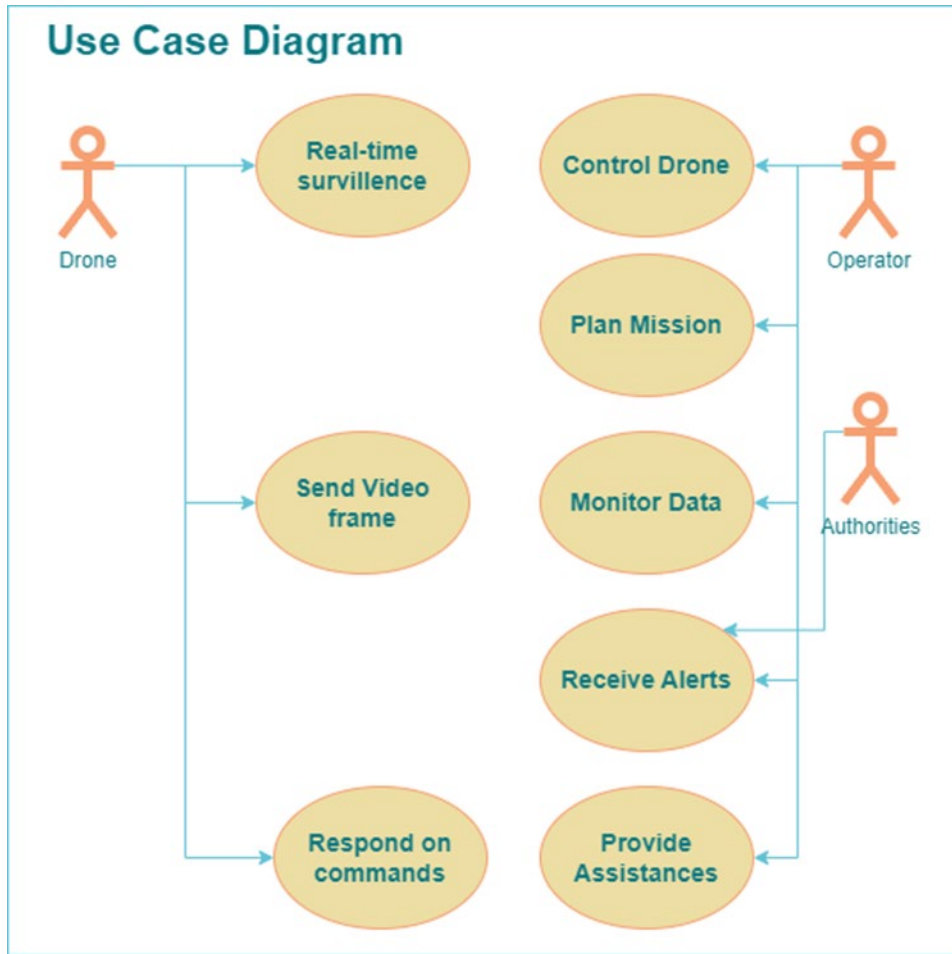 Use Case Diagram
Real-time
survillence
Control Drone
Drone
Operator
Plan Mission
Send Video
frame
Monitor Data
Authorities
Receive Alerts
Respond on
commands
Provide
Assistances